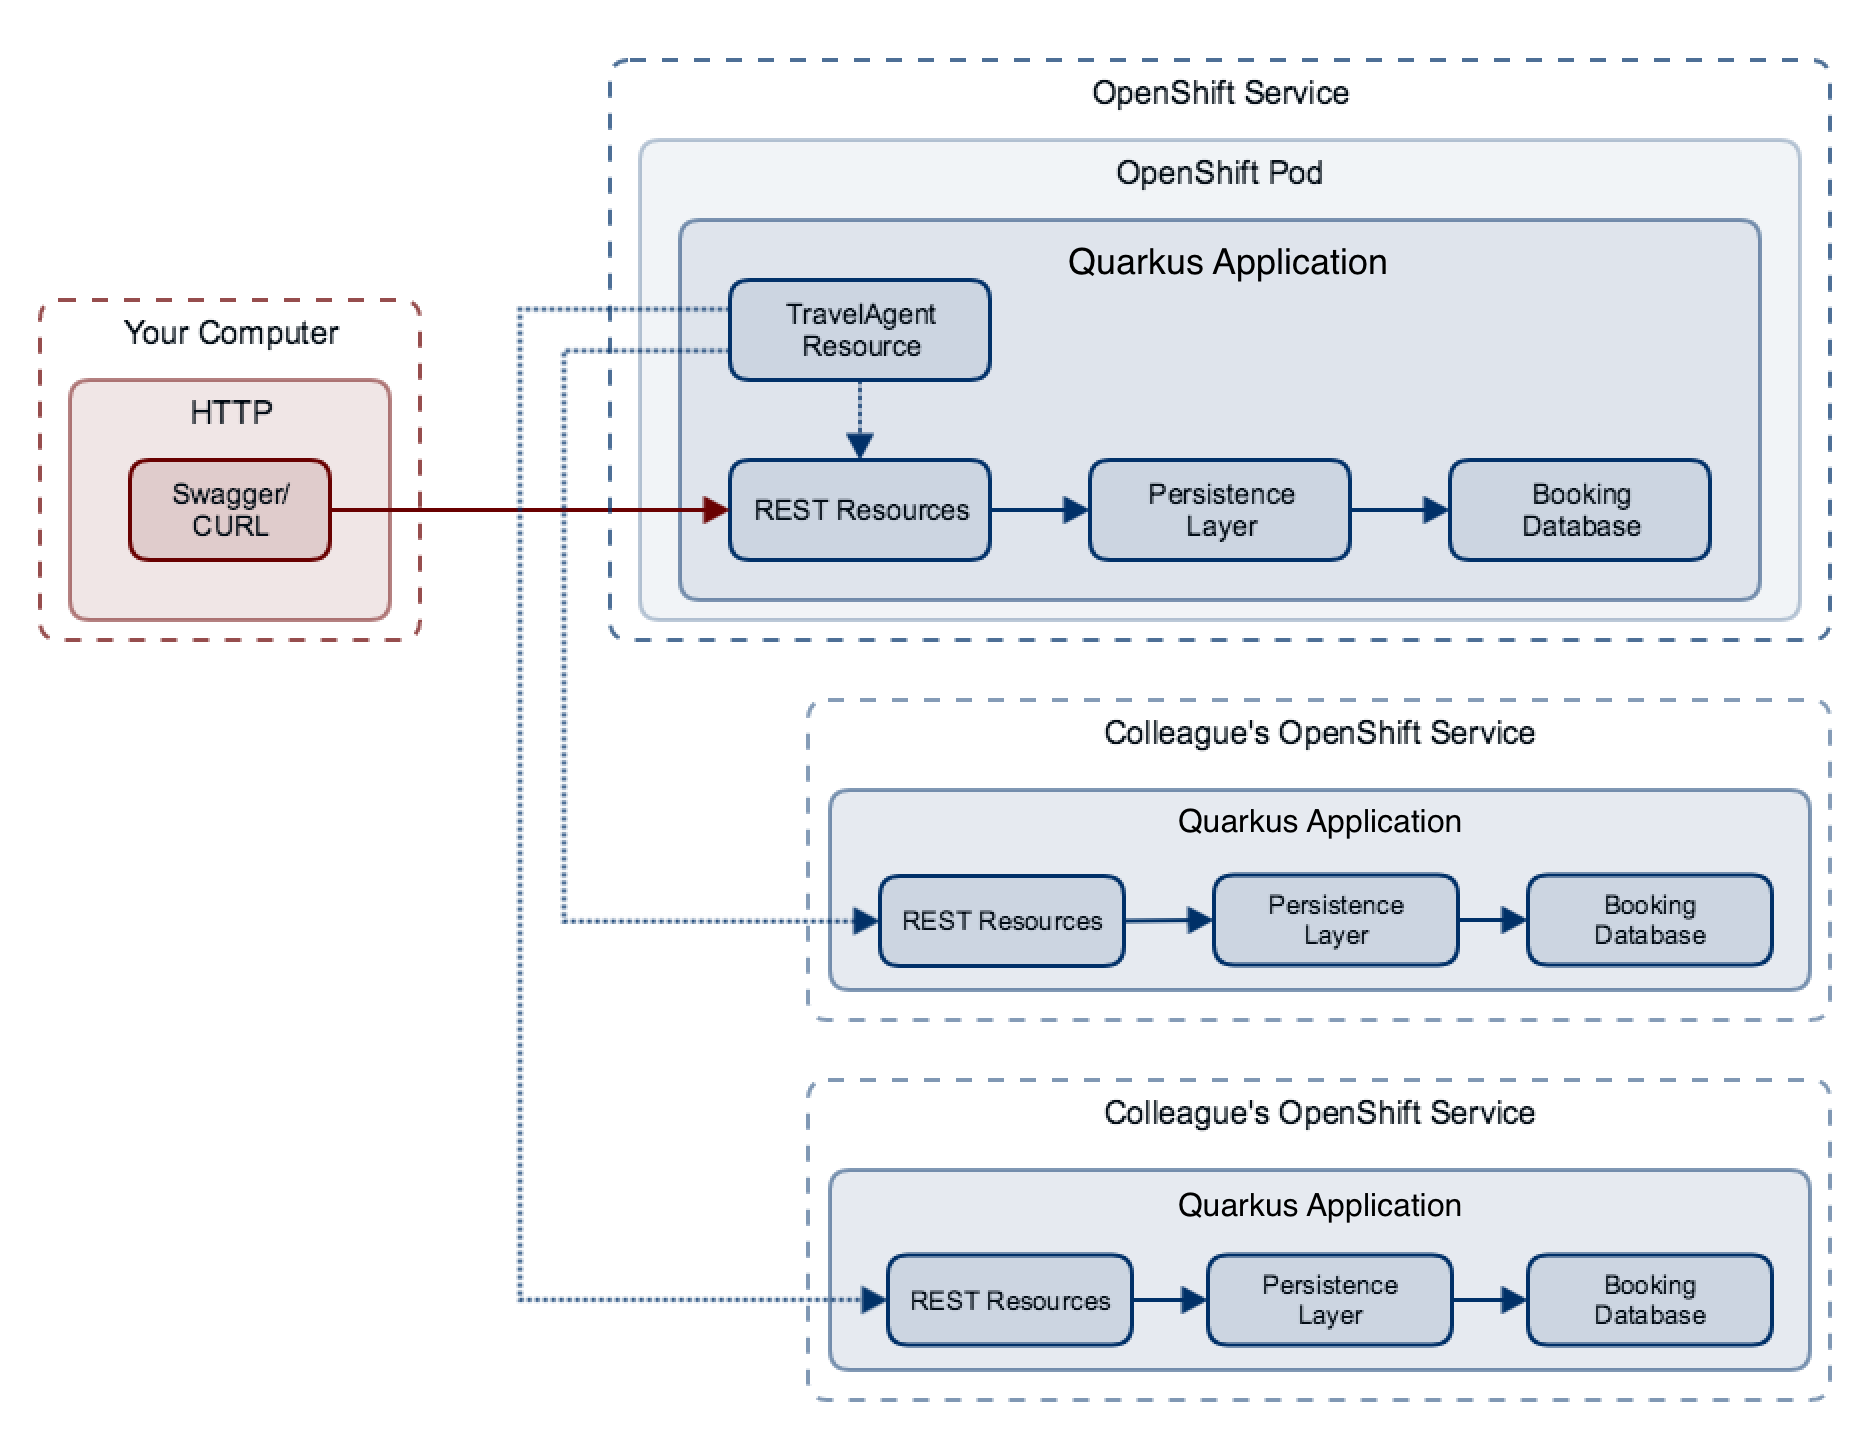 OpenShift Service
OpenShift Pod
Quarkus Application
TravelAgent
Resource
Your Computer
HTTP
Swagger/
CURL
REST Resources
Persistence
Layer
Booking
Database
Colleague's OpenShift Service
Quarkus Application
REST Resources
Persistence
Layer
Booking
Database
Colleague's OpenShift Service
Quarkus Application
REST Resources
Persistence
Layer
Booking
Database